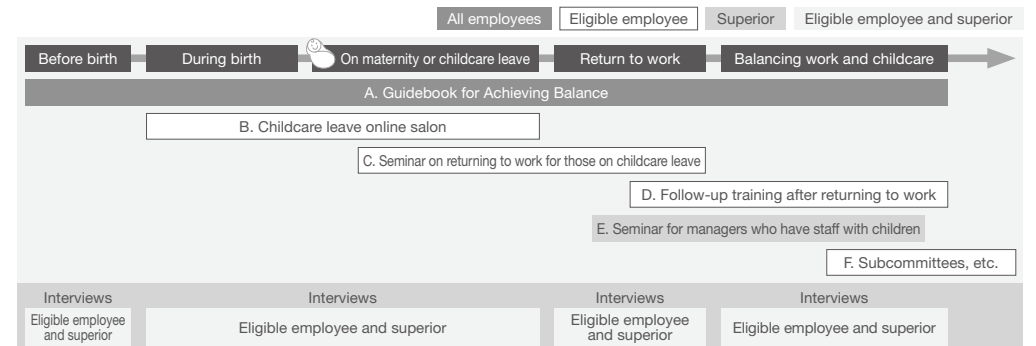 All employees
Eligible employee
Superior
Eligible employee and superior
Before birth
During birth
On maternity or childcare leave
Return to work
Balancing work and childcare
A. Guidebook for Achieving Balance
B. Childcare leave online salon
C. Seminar on returning to work for those on childcare leave
D. Follow-up training after returning to work
E. Seminar for managers who have staff with children
F. Subcommittees, etc.
Interviews
Eligible employee
and superior
Interviews
Eligible employee and superior
Interviews
Eligible employee
and superior
Interviews
Eligible employee and superior